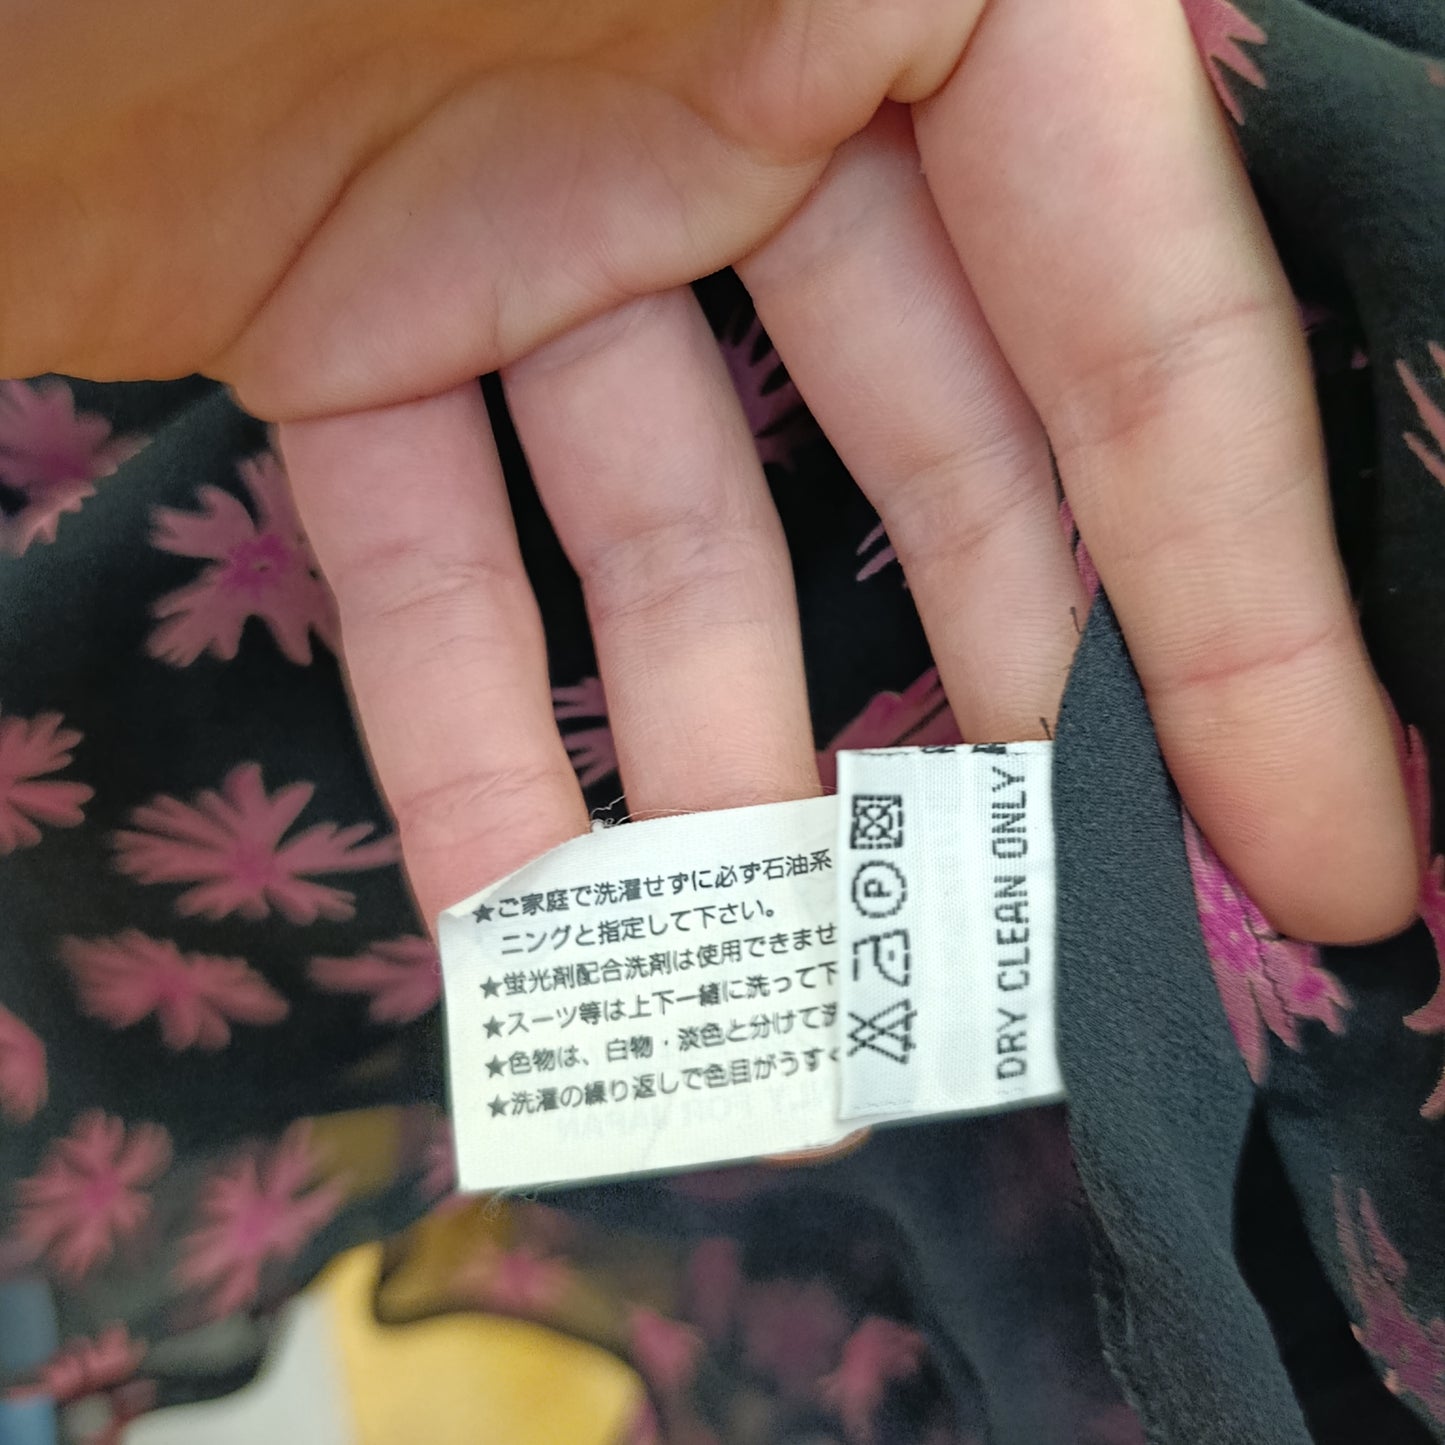 ★ご家庭で洗濯せずに必ず石油系
ニングと指定して下さい。
★蛍光剤配合洗剤は使用できませ
★スーツ等は上下一緒に洗って下
★色物は、白物・淡色と分けて洗
★洗濯の繰り返しで色目がうすく
P
DRY CLEAN ONLY